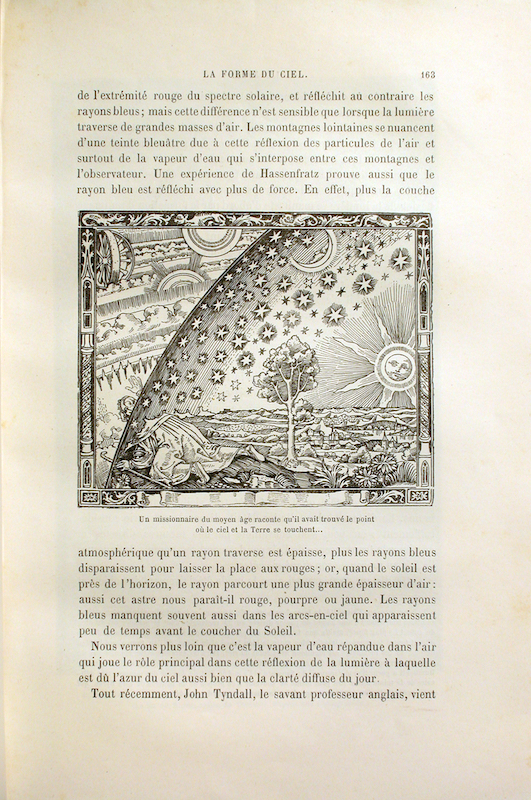 LA FORME DU CIEL. 163
de l'extrémité rouge du spectre solaire, et réfléchit au contraire les
rayons bleus; mais cette différence n'est sensible que lorsque la lumière
traverse de grandes masses d'air. Les montagnes lointaines se nuancent
d'une teinte bleuâtre due à cette réflexion des particules de l'air et
surtout de la vapeur d'eau qui s'interpose entre ces montagnes et
l'observateur. Une expérience de Hassenfratz prouve aussi que le
rayon bleu est réfléchi avec plus de force. En effet, plus la couche
Un missionnaire du moyen âge raconte qu'il avait trouvé le point
où le ciel et la Terre se touchent...
atmosphérique qu'un rayon traverse est épaisse, plus les rayons bleus
disparaissent pour laisser la place aux rouges; or, quand le soleil est
près de l'horizon, le rayon parcourt une plus grande épaisseur d'air:
aussi cet astre nous paraît-il rouge, pourpre ou jaune. Les rayons
bleus manquent souvent aussi dans les arcs-en-ciel qui apparaissent
peu de temps avant le coucher du Soleil.
Nous verrons plus loin que c'est la vapeur d'eau répandue dans l'air
qui joue le rôle principal dans cette réflexion de la lumière à laquelle
est dû l'azur du ciel aussi bien que la clarté diffuse du jour.
Tout récemment, John Tyndall, le savant professeur anglais, vient